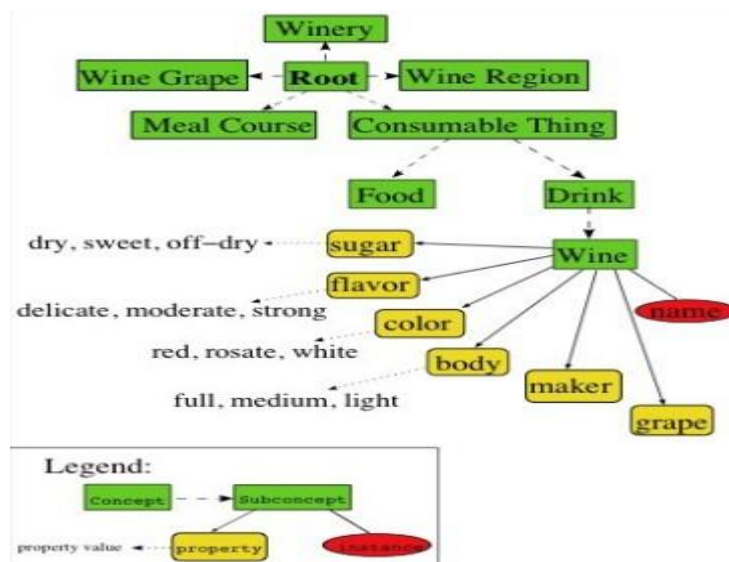 Winery
Wine Grape Root Wine Region
Meal Course Consumable Thing
Food Drink
dry, sweet, off-dry sugar Wine
delicate, moderate, strong flavor name
red, rosate, white color
full, medium, light body
maker
grape
Legend:
Concept Subconcept
property value property instance